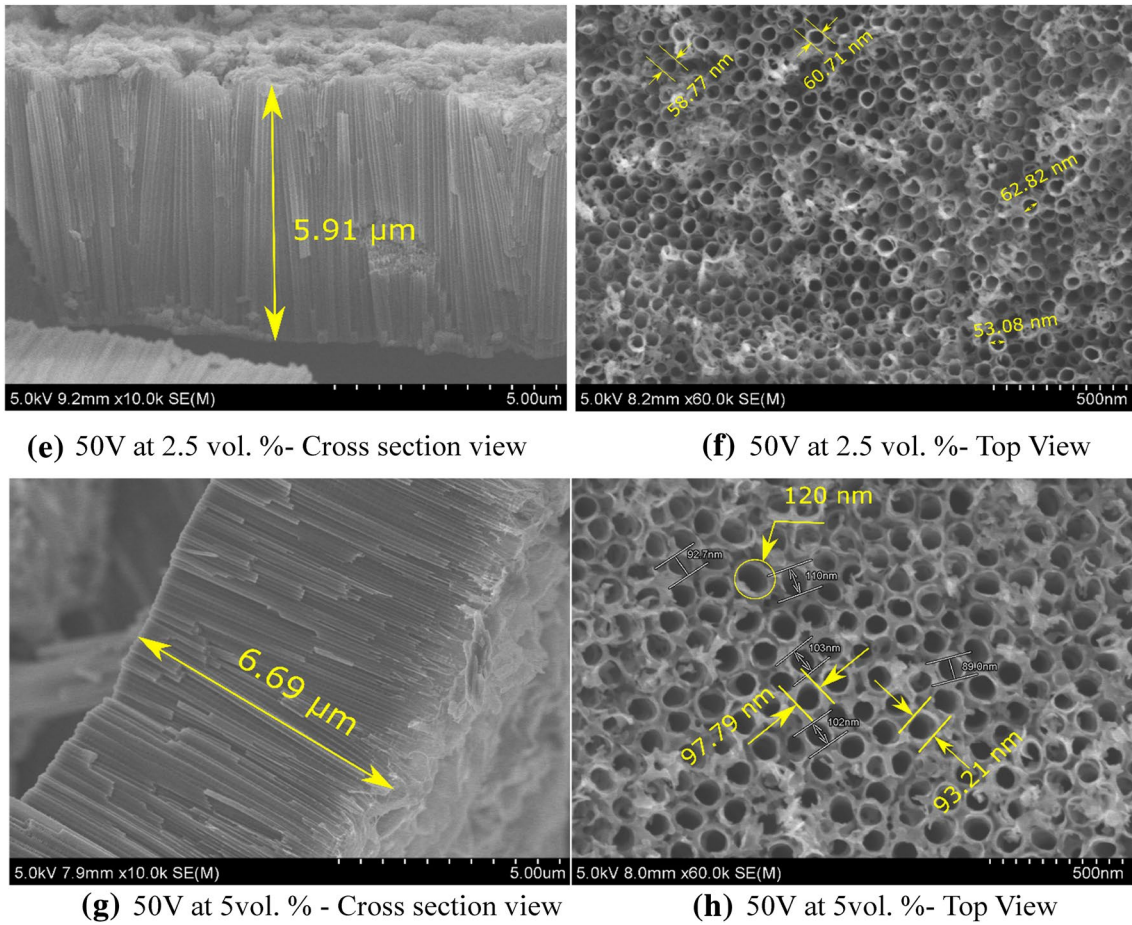 5.91 µm
5.0kV 9.2mm x10.0k SE(M)
5.00um
58.77 nm
60.71 nm
62.82 nm
53.08 nm
5.0kV 8.2mm x60.0k SE(M)
500nm
(e) 50V at 2.5 vol. %- Cross section view
(f) 50V at 2.5 vol. %- Top View
6.69 µm
5.0kV 7.9mm x10.0k SE(M)
5.00um
120 nm
92.7nm
110nm
103nm
89.0nm
97.79 nm
102nm
93.21 nm
5.0kV 8.0mm x60.0k SE(M)
500nm
(g) 50V at 5vol. % - Cross section view
(h) 50V at 5vol. %- Top View